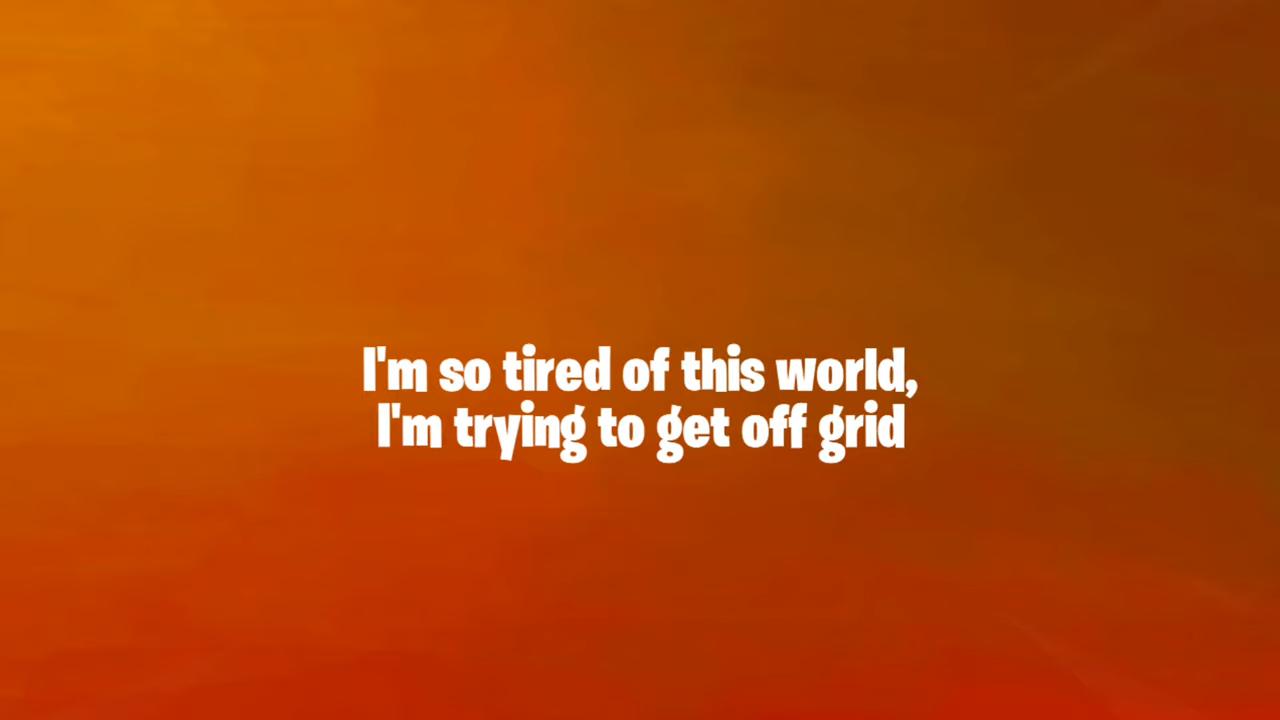 I'm so tired of this world,
I'm trying to get off grid